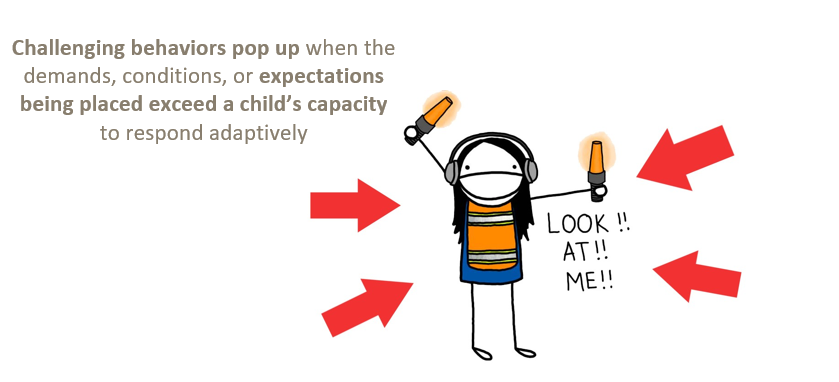 Challenging behaviors pop up when the
demands, conditions, or expectations
being placed exceed a child’s capacity
to respond adaptively
LOOK !!
AT!!
ME!!